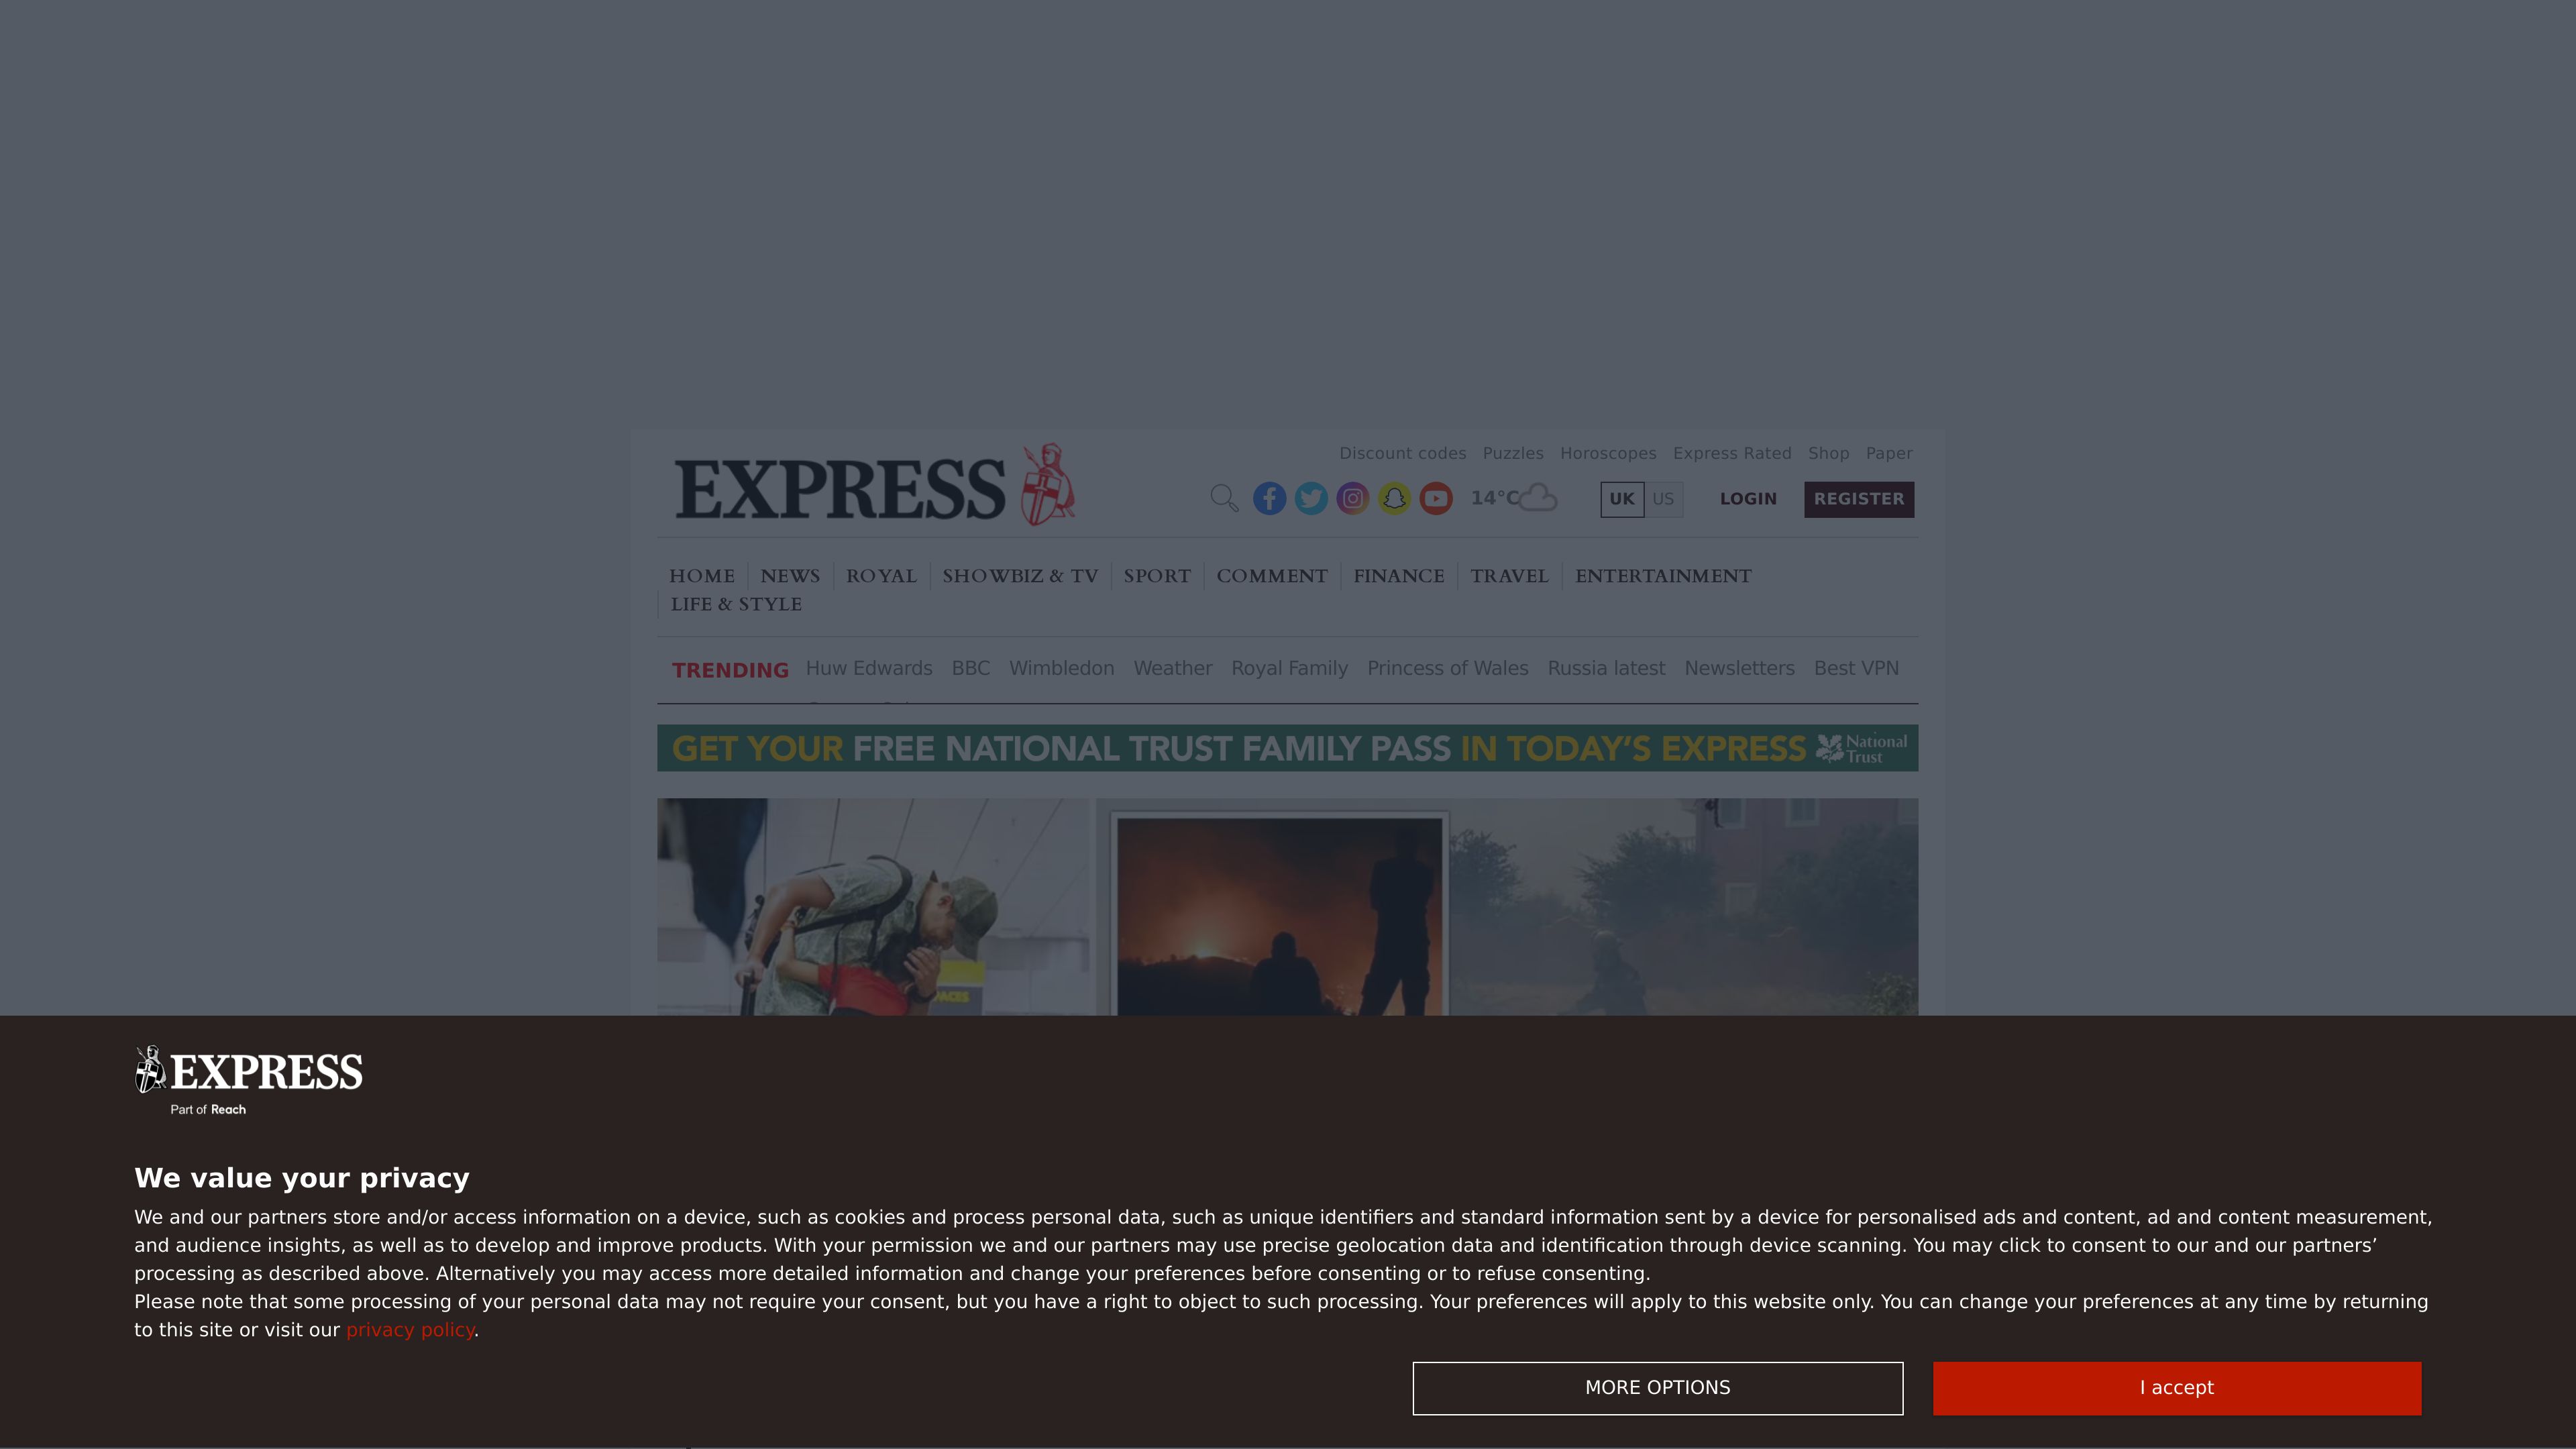 EXPRESS
Discount codes Puzzles Horoscopes Express Rated Shop Paper
14°C UK US LOGIN REGISTER
HOME NEWS ROYAL SHOWBIZ & TV SPORT COMMENT FINANCE TRAVEL ENTERTAINMENT
LIFE & STYLE
TRENDING Huw Edwards BBC Wimbledon Weather Royal Family Princess of Wales Russia latest Newsletters Best VPN
GET YOUR FREE NATIONAL TRUST FAMILY PASS IN TODAY'S EXPRESS National Trust
EXPRESS
Part of Reach
We value your privacy
We and our partners store and/or access information on a device, such as cookies and process personal data, such as unique identifiers and standard information sent by a device for personalised ads and content, ad and content measurement,
and audience insights, as well as to develop and improve products. With your permission we and our partners may use precise geolocation data and identification through device scanning. You may click to consent to our and our partners’
processing as described above. Alternatively you may access more detailed information and change your preferences before consenting or to refuse consenting.
Please note that some processing of your personal data may not require your consent, but you have a right to object to such processing. Your preferences will apply to this website only. You can change your preferences at any time by returning
to this site or visit our privacy policy.
MORE OPTIONS I accept